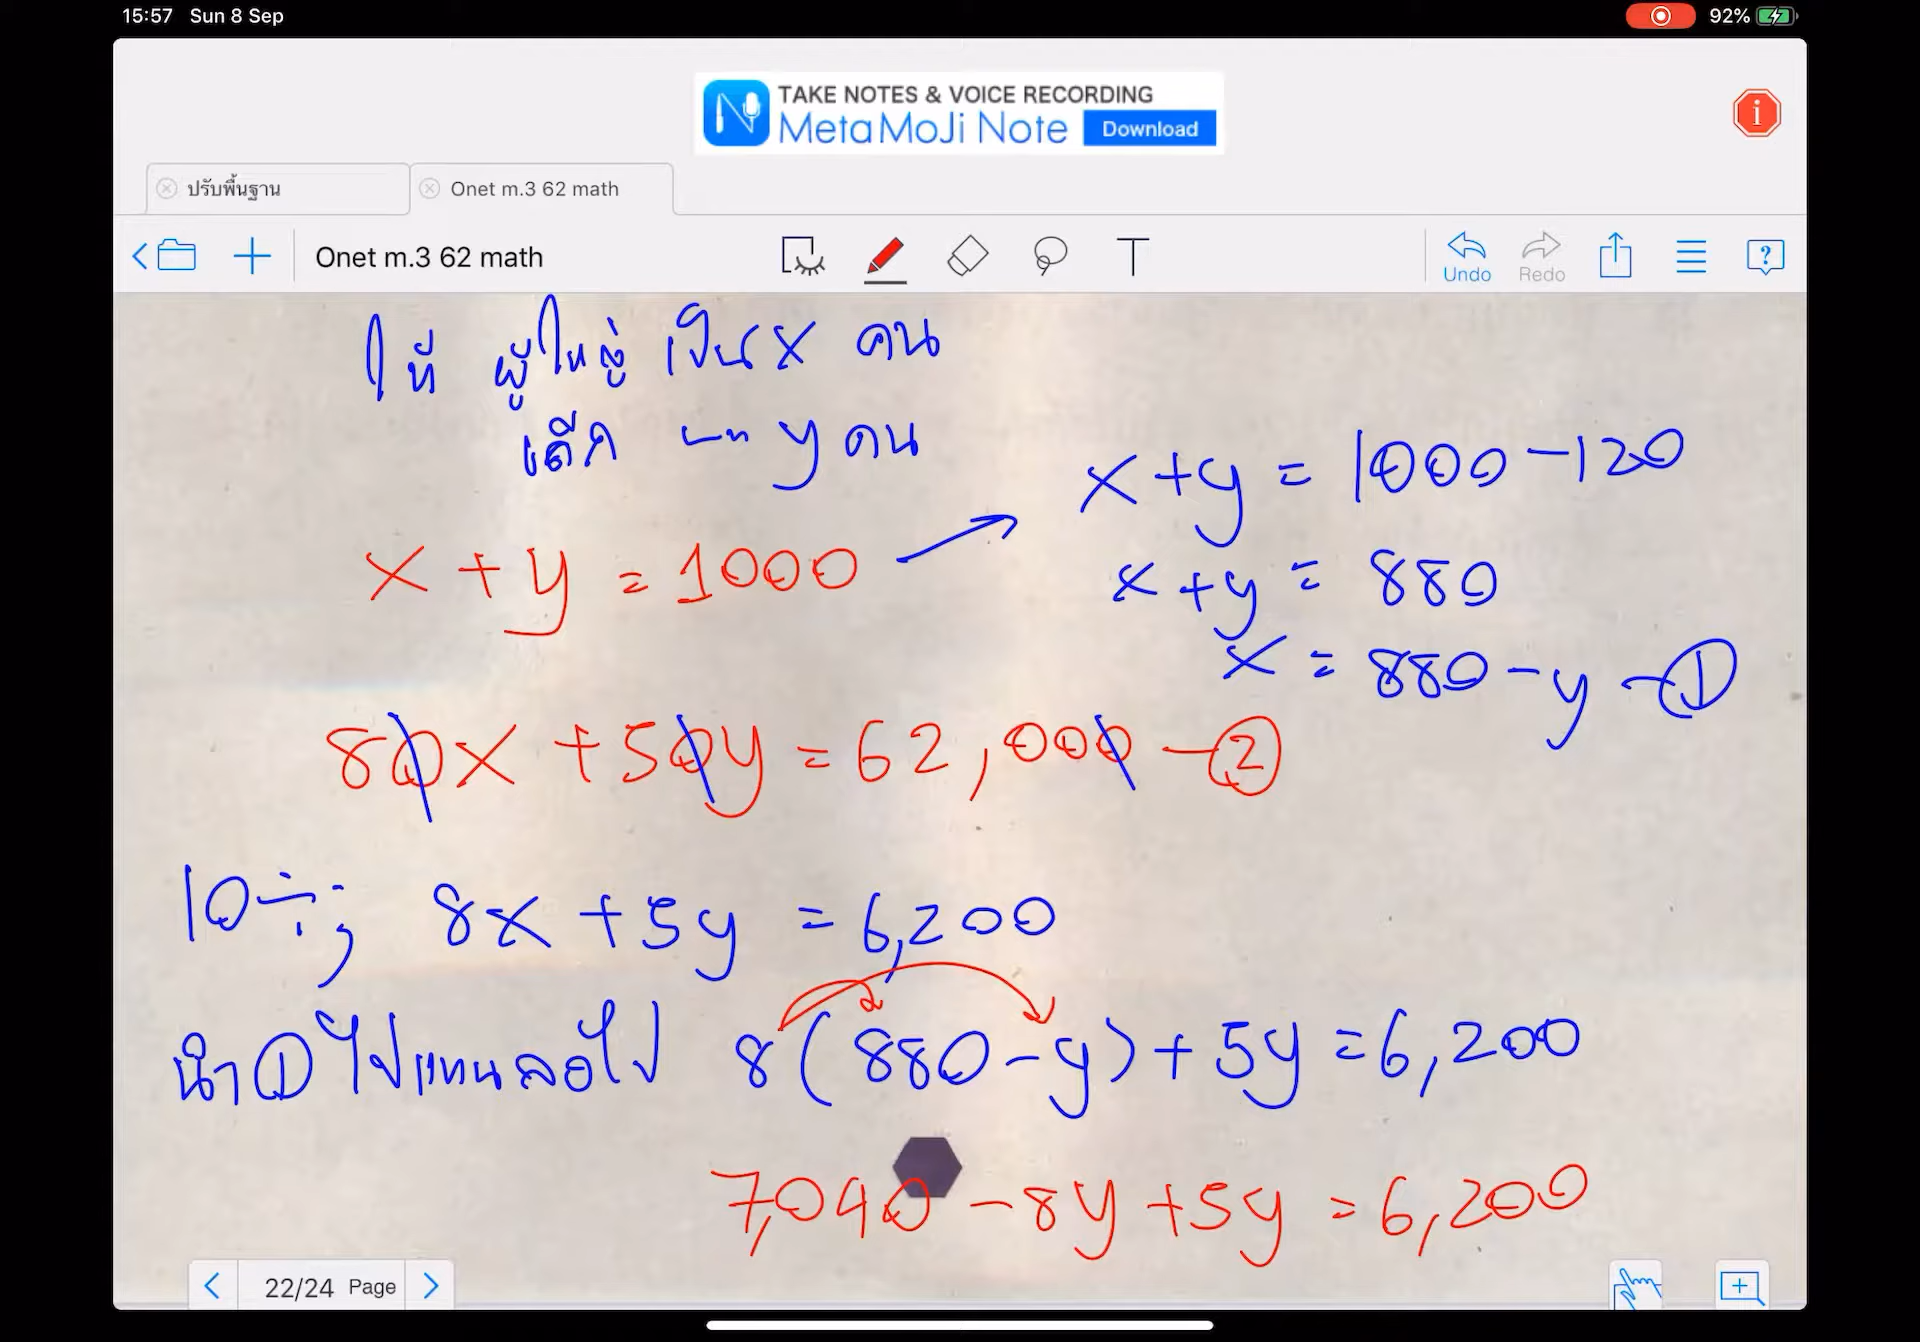 15:57 Sun 8 Sep 92%
TAKE NOTES & VOICE RECORDING
MetaMoJi Note Download
ปรับพื้นฐาน Onet m.3 62 math
Onet m.3 62 math Undo Redo
ให้ ผู้ใหญ่ เป็น x คน
เด็ก y คน
x + y = 1000 - 120
x + y = 1000
x + y = 880
x = 880 - y - ①
80x + 50y = 62,000 - ②
10÷; 8x + 5y = 6,200
นำ ① ไปแทนลงใน 8(880 - y) + 5y = 6,200
7,040 - 8y + 5y = 6,200
22/24 Page